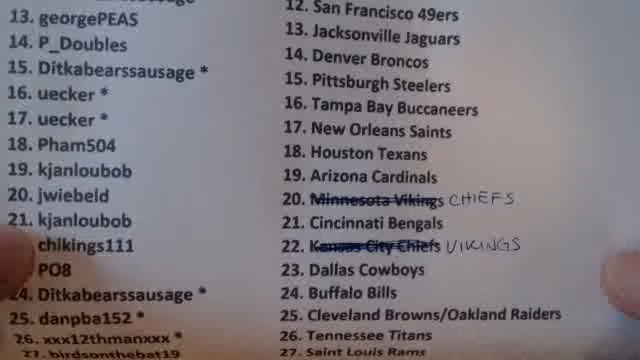 13. georgePEAS
14. P_Doubles
15. Ditkabearssausage *
16. uecker *
17. uecker *
18. Pham504
19. kjanloubob
20. jwiebeld
21. kjanloubob
chikings111
PO8
24. Ditkabearssausage *
25. danpba152 *
26. xxx12thmanxxx *
27. birdsonthebat19
12. San Francisco 49ers
13. Jacksonville Jaguars
14. Denver Broncos
15. Pittsburgh Steelers
16. Tampa Bay Buccaneers
17. New Orleans Saints
18. Houston Texans
19. Arizona Cardinals
20. Minnesota Vikings CHIEFS
21. Cincinnati Bengals
22. Kansas City Chiefs VIKINGS
23. Dallas Cowboys
24. Buffalo Bills
25. Cleveland Browns/Oakland Raiders
26. Tennessee Titans
27. Saint Louis Rams